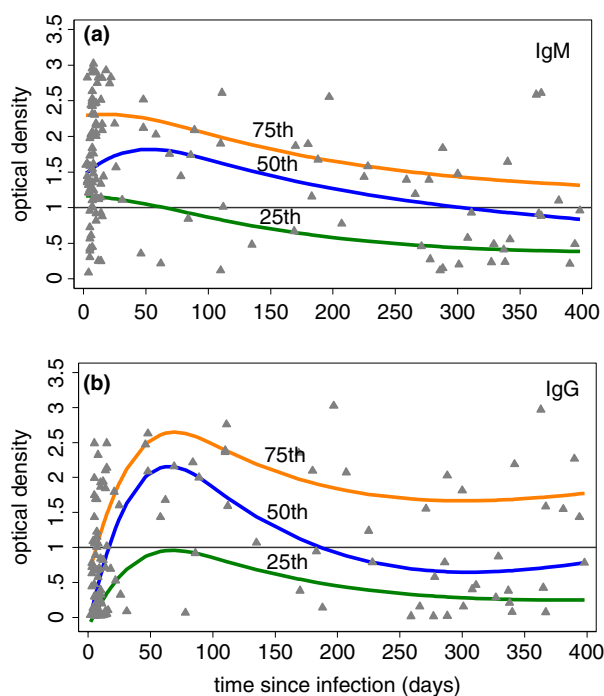 (a)
IgM
optical density
3.5
3
2.5
2
1.5
1
.5
0
75th
50th
25th
0 50 100 150 200 250 300 350 400
(b)
IgG
optical density
3.5
3
2.5
2
1.5
1
.5
0
75th
50th
25th
0 50 100 150 200 250 300 350 400
time since infection (days)